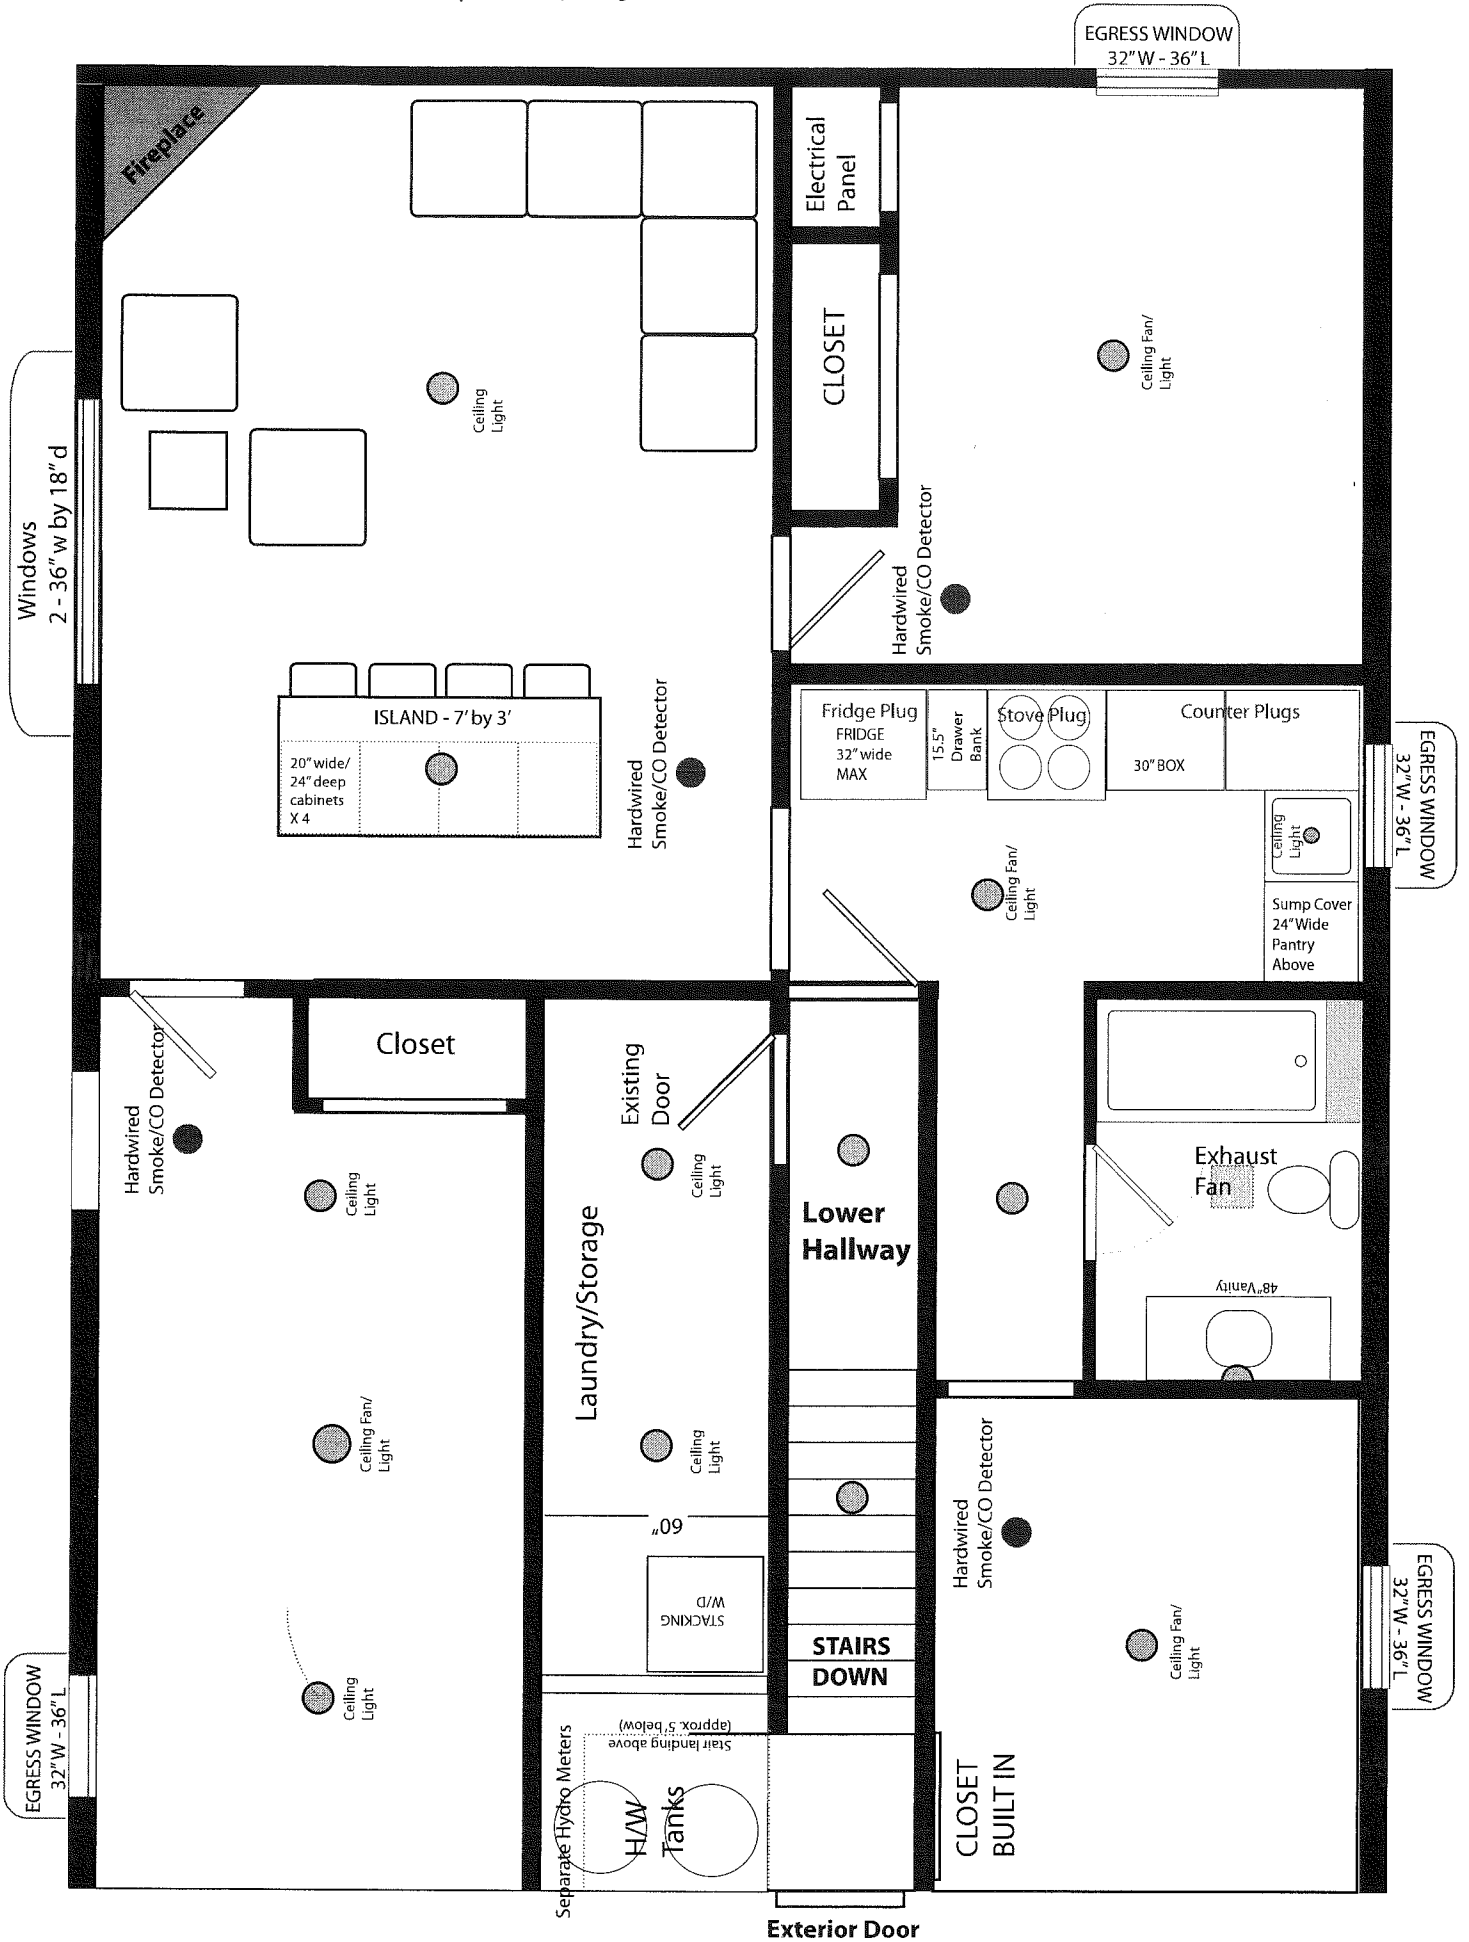 EGRESS WINDOW
32"W - 36"L
Fireplace
Electrical
Panel
CLOSET
Ceiling Fan/
Light
Ceiling
Light
Windows
2 - 36" w by 18" d
Hardwired
Smoke/CO Detector
ISLAND - 7' by 3'
20" wide/
24" deep
cabinets
X 4
Hardwired
Smoke/CO Detector
Fridge Plug
FRIDGE
32" wide
MAX
15.5"
Drawer
Bank
Stove Plug
Counter Plugs
30" BOX
EGRESS WINDOW
32"W - 36"L
Ceiling
Light
Ceiling Fan/
Light
Sump Cover
24" Wide
Pantry
Above
Closet
Hardwired
Smoke/CO Detector
Ceiling
Light
Existing
Door
Ceiling
Light
Lower
Hallway
Exhaust
Fan
48" Vanity
Laundry/Storage
Ceiling Fan/
Light
Ceiling
Light
60"
STACKING
W/D
Hardwired
Smoke/CO Detector
Ceiling Fan/
Light
EGRESS WINDOW
32"W - 36"L
STAIRS
DOWN
EGRESS WINDOW
32"W - 36"L
Ceiling
Light
Stair landing above
(approx. 5' below)
Separate Hydro Meters
H/W
Tanks
CLOSET
BUILT IN
Exterior Door